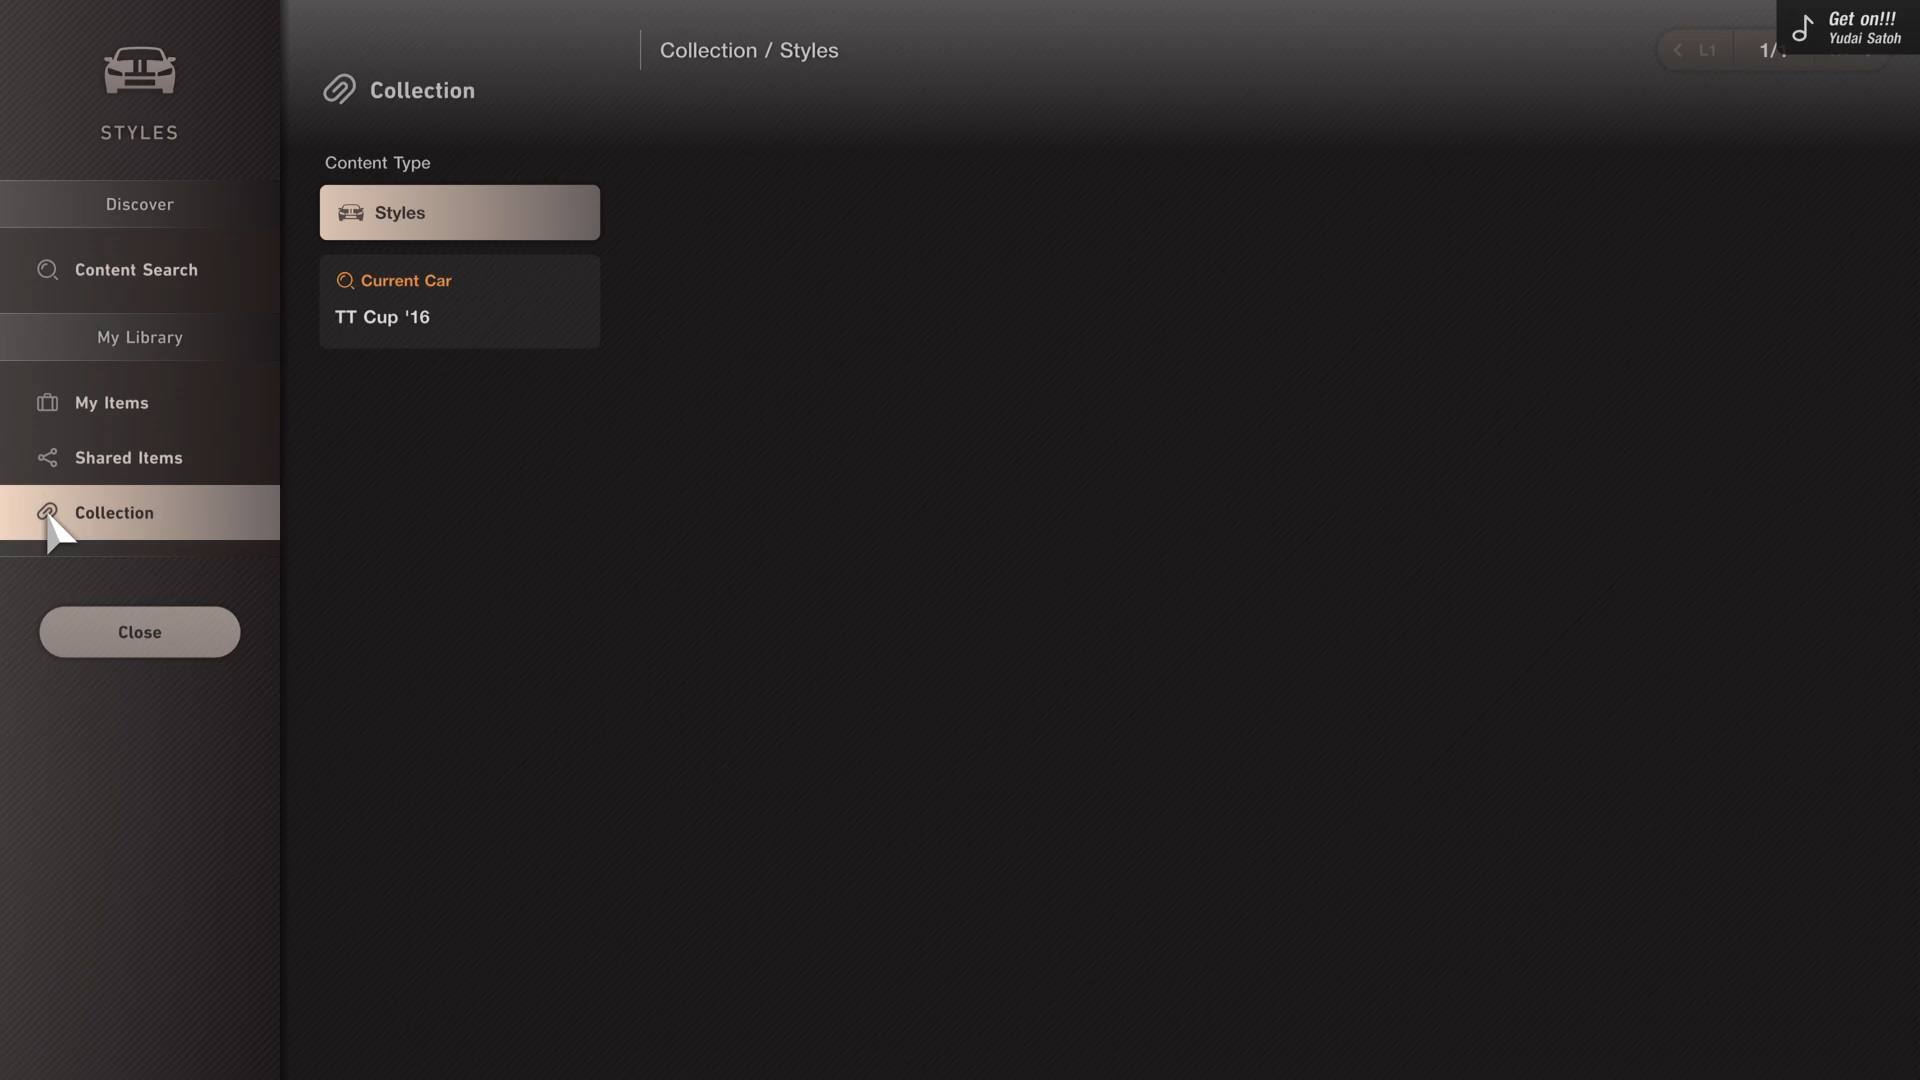 STYLES
Discover
Content Search
My Library
My Items
Shared Items
Collection
Close
Collection
Content Type
Styles
Current Car
TT Cup '16
Collection / Styles
L1
Get on!!!
Yudai Satoh